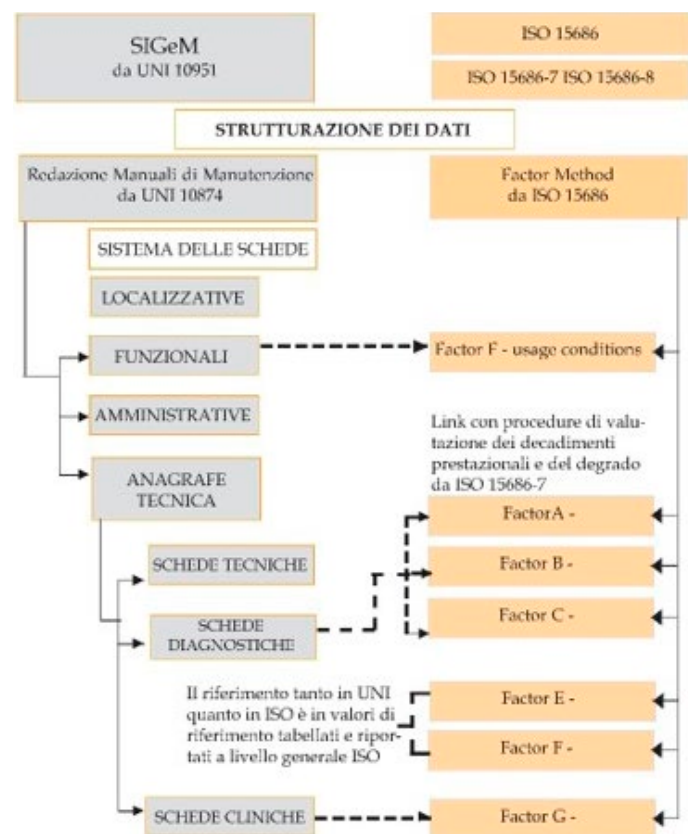 SIGeM
da UNI 10951
ISO 15686
ISO 15686-7 ISO 15686-8
STRUTTURAZIONE DEI DATI
Redazione Manuali di Manutenzione
da UNI 10874
Factor Method
da ISO 15686
SISTEMA DELLE SCHEDE
LOCALIZZATIVE
FUNZIONALI
Factor F - usage conditions
AMMINISTRATIVE
Link con procedure di valu-
tazione dei decadimenti
prestazionali e del degrado
da ISO 15686-7
ANAGRAFE
TECNICA
FactorA -
SCHEDE TECNICHE
Factor B -
SCHEDE
DIAGNOSTICHE
Factor C -
Il riferimento tanto in UNI
quanto in ISO è in valori di
riferimento tabellati e ripor-
tati a livello generale ISO
Factor E -
Factor F -
SCHEDE CLINICHE
Factor G -